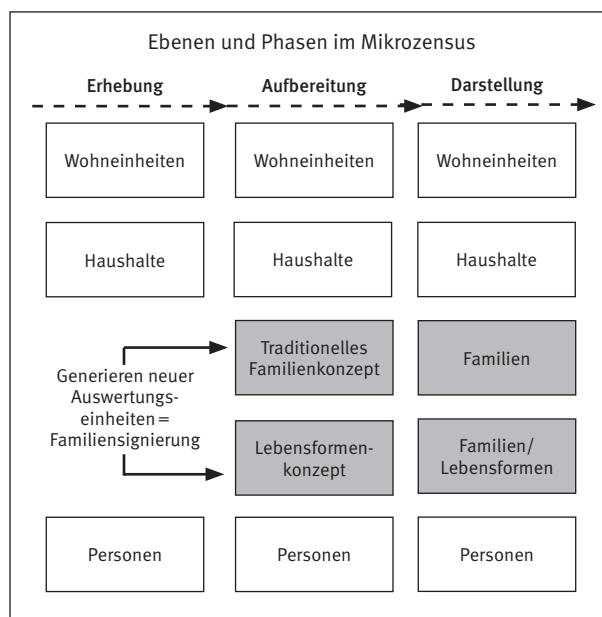 Ebenen und Phasen im Mikrozensus
Erhebung Aufbereitung Darstellung
Wohneinheiten Wohneinheiten Wohneinheiten
Haushalte Haushalte Haushalte
Generieren neuer
Auswertungs-
einheiten =
Familiensignierung
Traditionelles
Familienkonzept
Familien
Lebensformen-
konzept
Familien/
Lebensformen
Personen Personen Personen